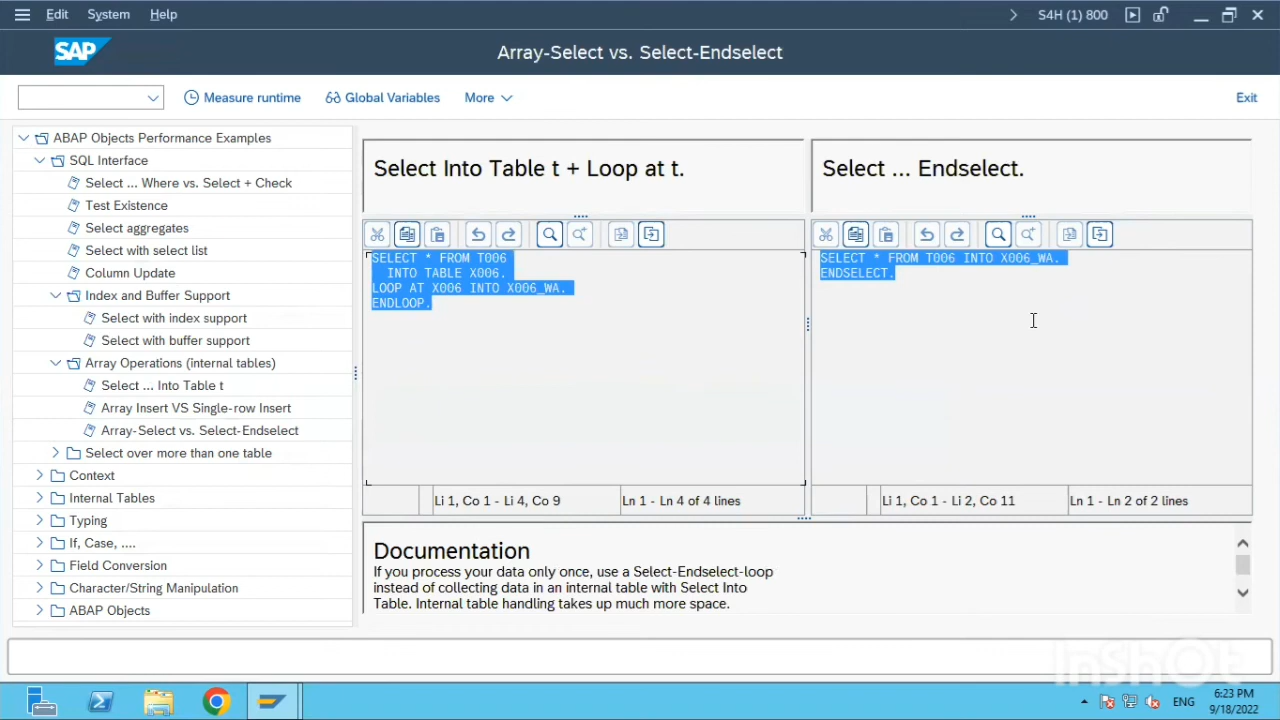 Edit System Help
S4H (1) 800
SAP
Array-Select vs. Select-Endselect
Measure runtime Global Variables More
Exit
ABAP Objects Performance Examples
SQL Interface
Select ... Where vs. Select + Check
Test Existence
Select aggregates
Select with select list
Column Update
Index and Buffer Support
Select with index support
Select with buffer support
Array Operations (internal tables)
Select ... Into Table t
Array Insert VS Single-row Insert
Array-Select vs. Select-Endselect
Select over more than one table
Context
Internal Tables
Typing
If, Case, ....
Field Conversion
Character/String Manipulation
ABAP Objects
Select Into Table t + Loop at t.
SELECT * FROM T006
INTO TABLE X006.
LOOP AT X006 INTO X006_WA.
ENDLOOP.
Li 1, Co 1 - Li 4, Co 9
Ln 1 - Ln 4 of 4 lines
Select ... Endselect.
SELECT * FROM T006 INTO X006_WA.
ENDSELECT.
Li 1, Co 1 - Li 2, Co 11
Ln 1 - Ln 2 of 2 lines
Documentation
If you process your data only once, use a Select-Endselect-loop
instead of collecting data in an internal table with Select Into
Table. Internal table handling takes up much more space.
InShOt
ENG
6:23 PM
9/18/2022